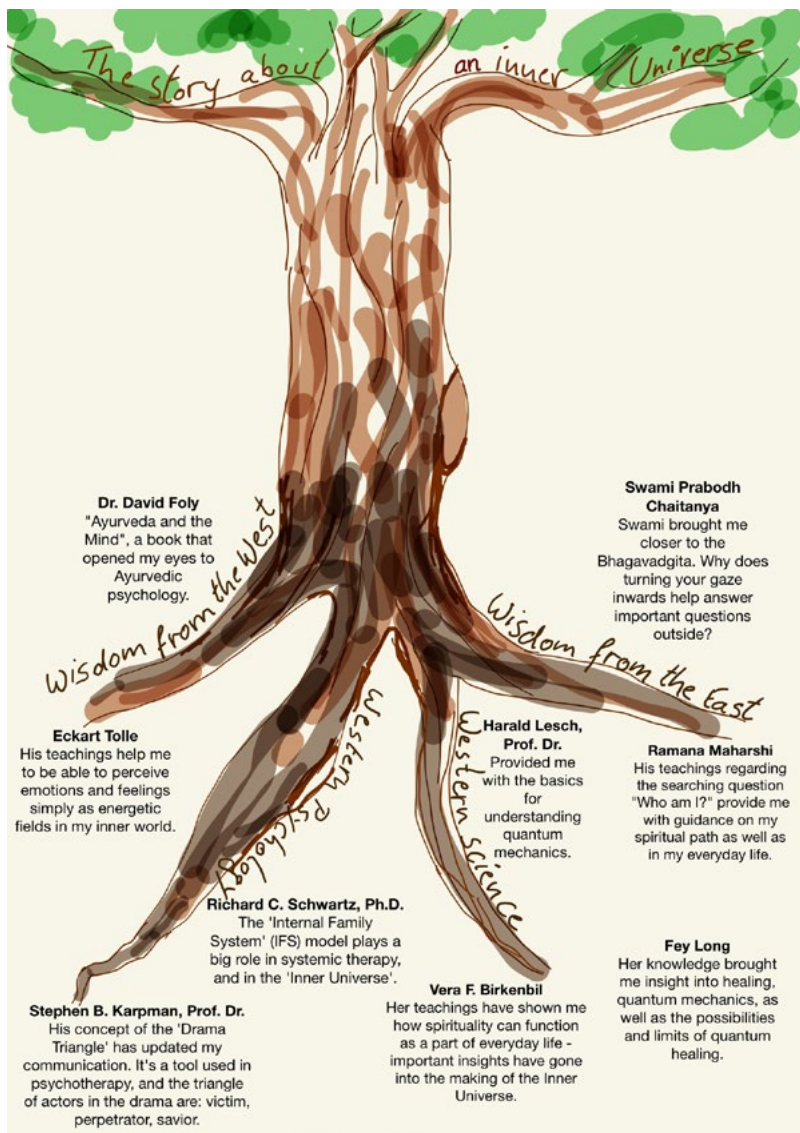 The story about an inner Universe
Dr. David Foly
"Ayurveda and the
Mind", a book that
opened my eyes to
Ayurvedic
psychology.
Wisdom from the West
Swami Prabodh
Chaitanya
Swami brought me
closer to the
Bhagavadgita. Why does
turning your gaze
inwards help answer
important questions
outside?
Wisdom from the East
Eckart Tolle
His teachings help me
to be able to perceive
emotions and feelings
simply as energetic
fields in my inner world.
Western Psychology
Western science
Harald Lesch,
Prof. Dr.
Provided me
with the basics
for
understanding
quantum
mechanics.
Ramana Maharshi
His teachings regarding
the searching question
"Who am I?" provide me
with guidance on my
spiritual path as well as
in my everyday life.
Richard C. Schwartz, Ph.D.
The 'Internal Family
System' (IFS) model plays a
big role in systemic therapy,
and in the 'Inner Universe'.
Stephen B. Karpman, Prof. Dr.
His concept of the 'Drama
Triangle' has updated my
communication. It's a tool used in
psychotherapy, and the triangle
of actors in the drama are: victim,
perpetrator, savior.
Vera F. Birkenbil
Her teachings have shown me
how spirituality can function
as a part of everyday life -
important insights have gone
into the making of the Inner
Universe.
Fey Long
Her knowledge brought
me insight into healing,
quantum mechanics, as
well as the possibilities
and limits of quantum
healing.